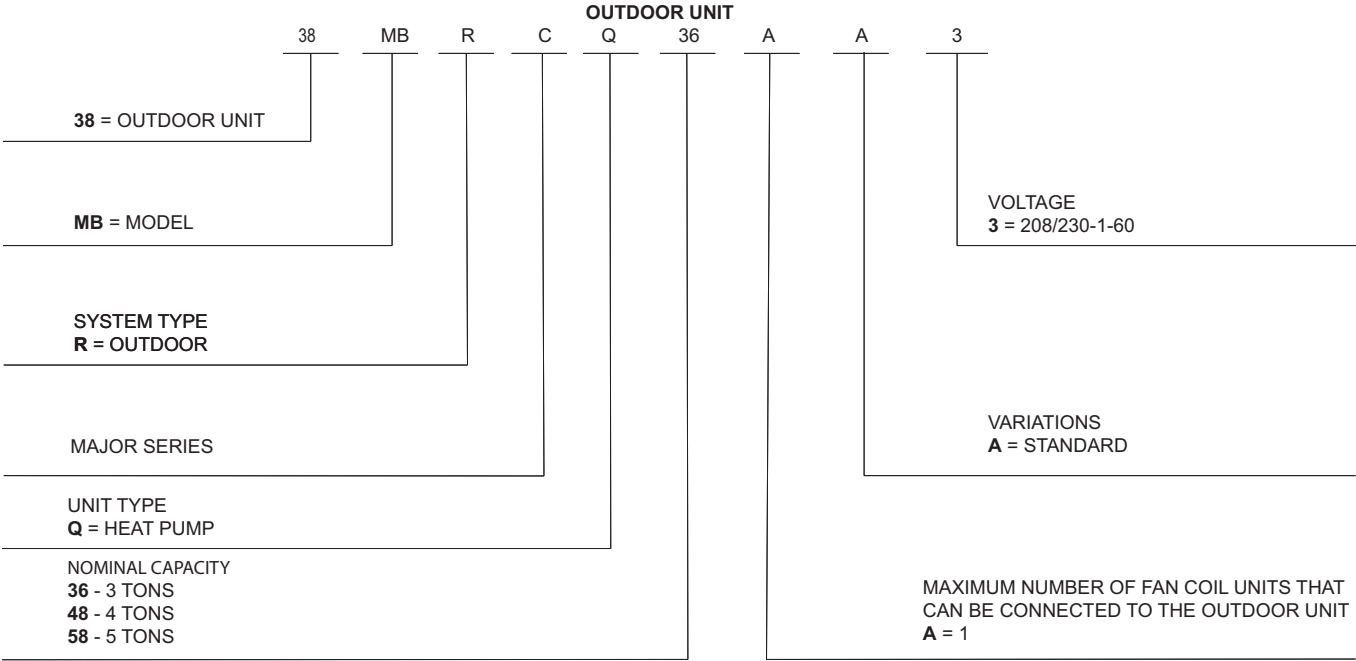 OUTDOOR UNIT
38 MB R C Q 36 A A 3
38 = OUTDOOR UNIT
MB = MODEL
SYSTEM TYPE
R = OUTDOOR
MAJOR SERIES
UNIT TYPE
Q = HEAT PUMP
NOMINAL CAPACITY
36 - 3 TONS
48 - 4 TONS
58 - 5 TONS
VOLTAGE
3 = 208/230-1-60
VARIATIONS
A = STANDARD
MAXIMUM NUMBER OF FAN COIL UNITS THAT
CAN BE CONNECTED TO THE OUTDOOR UNIT
A = 1